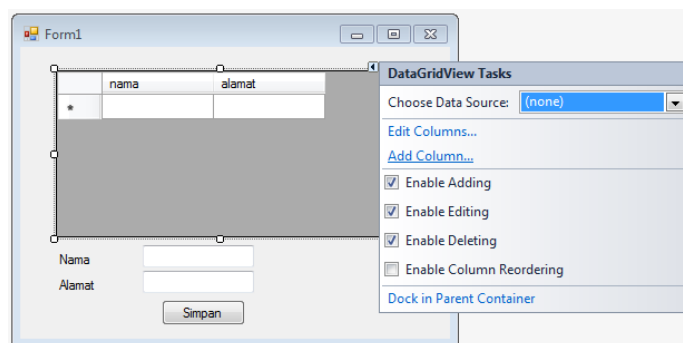 Form1
nama alamat
*
Nama
Alamat
Simpan
DataGridView Tasks
Choose Data Source: (none)
Edit Columns...
Add Column...
Enable Adding
Enable Editing
Enable Deleting
Enable Column Reordering
Dock in Parent Container